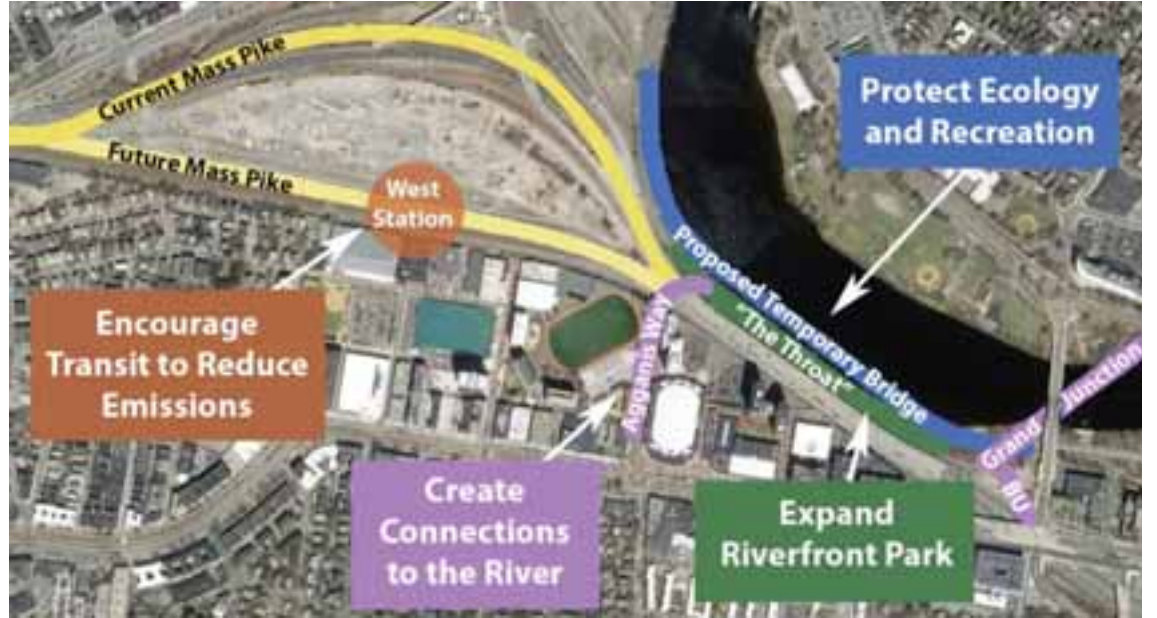 Current Mass Pike
Future Mass Pike
West
Station
Protect Ecology
and Recreation
Proposed Temporary Bridge
"The Throat"
Agganis Way
Grand Junction
BU
Encourage
Transit to Reduce
Emissions
Create
Connections
to the River
Expand
Riverfront Park